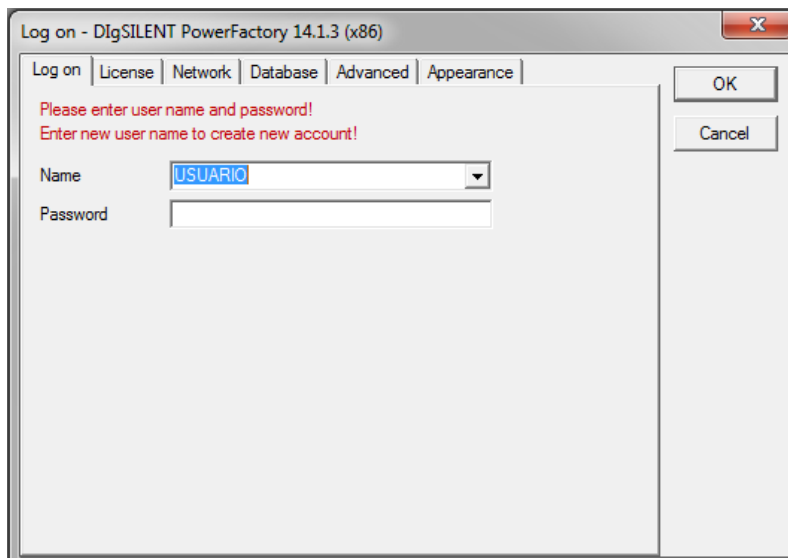 Log on - DIgSILENT PowerFactory 14.1.3 (x86)
Log on License Network Database Advanced Appearance
OK
Please enter user name and password!
Enter new user name to create new account!
Cancel
Name USUARIO
Password